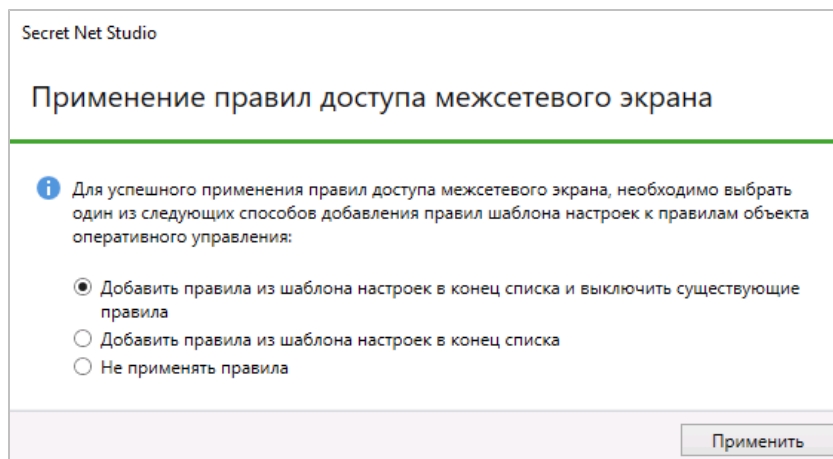 Secret Net Studio
Применение правил доступа межсетевого экрана
Для успешного применения правил доступа межсетевого экрана, необходимо выбрать
один из следующих способов добавления правил шаблона настроек к правилам объекта
оперативного управления:
Добавить правила из шаблона настроек в конец списка и выключить существующие
правила
Добавить правила из шаблона настроек в конец списка
Не применять правила
Применить